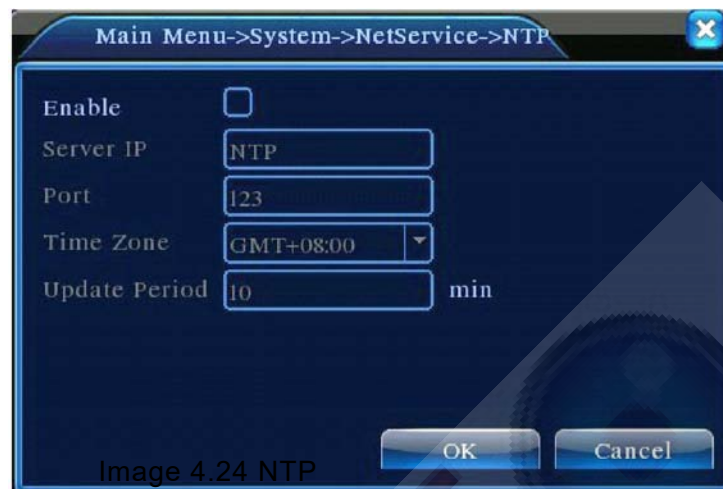 Main Menu->System->NetService->NTP
Enable
Server IP NTP
Port 123
Time Zone GMT+08:00
Update Period 10 min
OK Cancel
Image 4.24 NTP